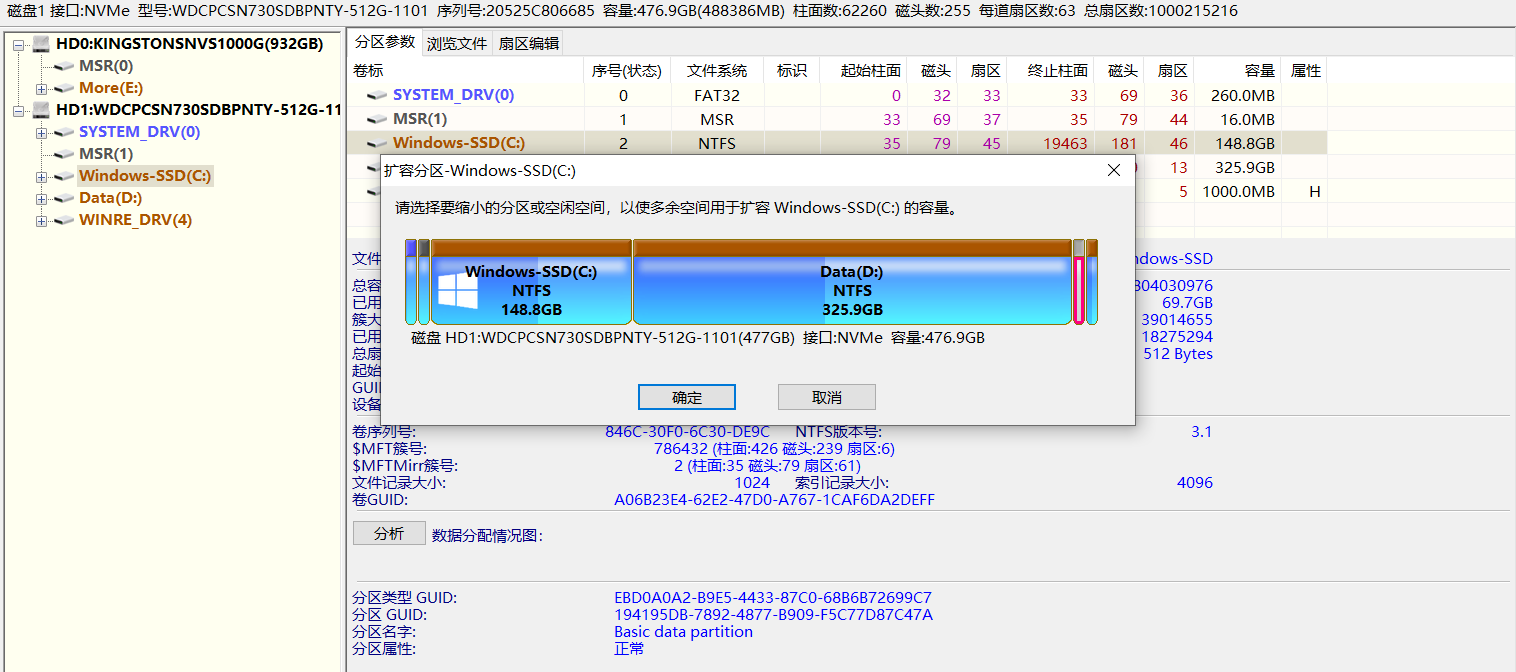 磁盘1 接口:NVMe 型号:WDCPCSN730SDBPNTY-512G-1101 序列号:20525C806685 容量:476.9GB(488386MB) 柱面数:62260 磁头数:255 每道扇区数:63 总扇区数:1000215216
HD0:KINGSTONSNVS1000G(932GB)
MSR(0)
More(E:)
HD1:WDCPCSN730SDBPNTY-512G-11
SYSTEM_DRV(0)
MSR(1)
Windows-SSD(C:)
Data(D:)
WINRE_DRV(4)
分区参数 浏览文件 扇区编辑
卷标 序号(状态) 文件系统 标识 起始柱面 磁头 扇区 终止柱面 磁头 扇区 容量 属性
SYSTEM_DRV(0) 0 FAT32 0 32 33 33 69 36 260.0MB
MSR(1) 1 MSR 33 69 37 35 79 44 16.0MB
Windows-SSD(C:) 2 NTFS 35 79 45 19463 181 46 148.8GB
13 325.9GB
5 1000.0MB H
扩容分区-Windows-SSD(C:)
请选择要缩小的分区或空闲空间，以使多余空间用于扩容 Windows-SSD(C:) 的容量。
Windows-SSD(C:)
NTFS
148.8GB
Data(D:)
NTFS
325.9GB
磁盘 HD1:WDCPCSN730SDBPNTY-512G-1101(477GB) 接口:NVMe 容量:476.9GB
确定 取消
文件 ndows-SSD
总容 804030976
已用 69.7GB
簇大 39014655
已用 18275294
总扇 512 Bytes
起始
GUI
设备
卷序列号: 846C-30F0-6C30-DE9C NTFS版本号: 3.1
$MFT簇号: 786432 (柱面:426 磁头:239 扇区:6)
$MFTMirr簇号: 2 (柱面:35 磁头:79 扇区:61)
文件记录大小: 1024 索引记录大小: 4096
卷GUID: A06B23E4-62E2-47D0-A767-1CAF6DA2DEFF
分析 数据分配情况图:
分区类型 GUID: EBD0A0A2-B9E5-4433-87C0-68B6B72699C7
分区 GUID: 194195DB-7892-4877-B909-F5C77D87C47A
分区名字: Basic data partition
分区属性: 正常